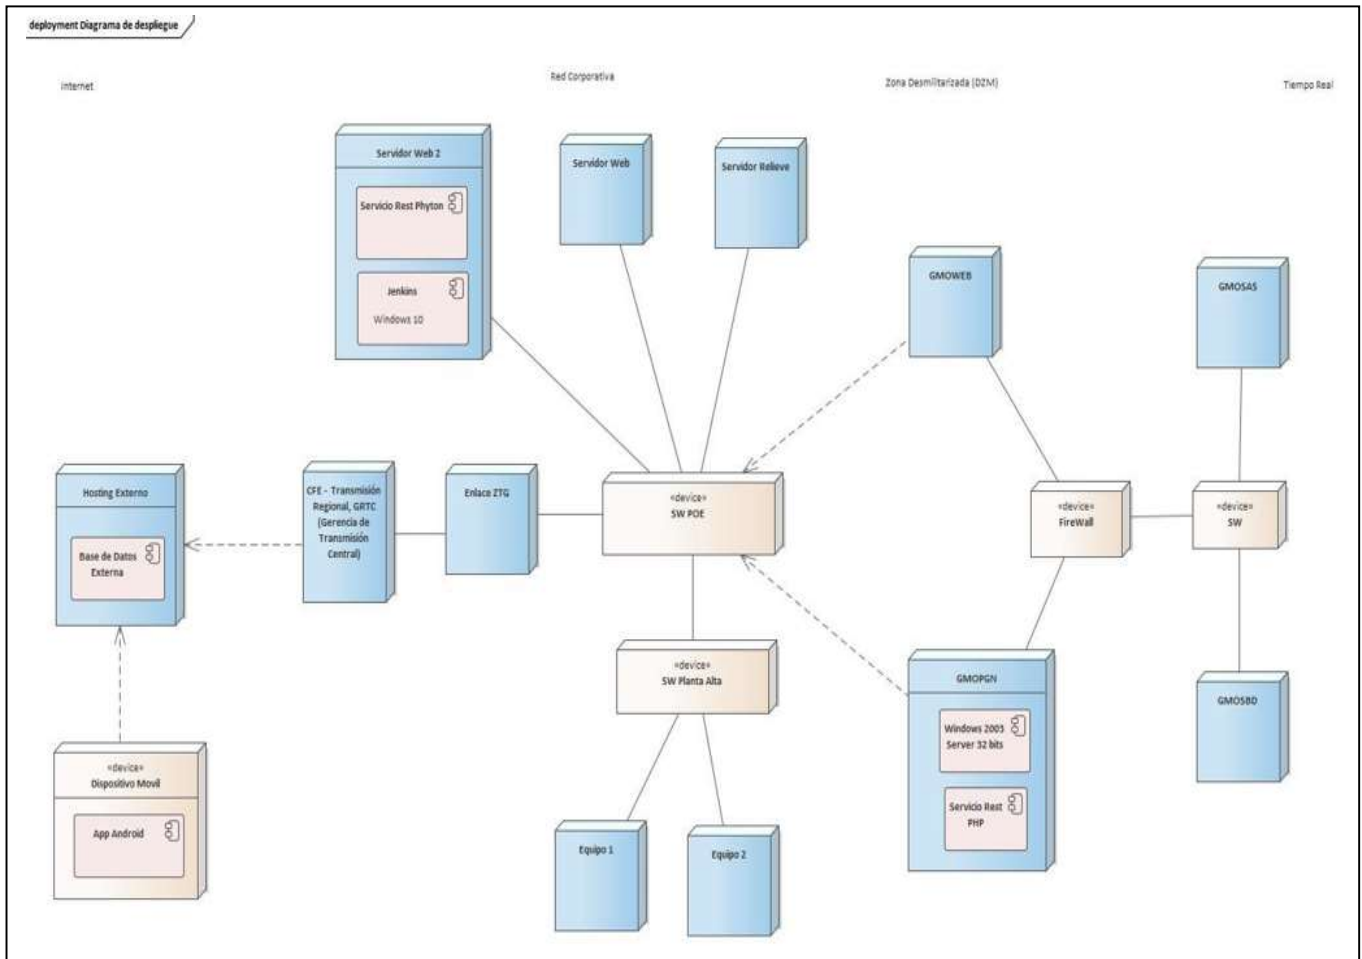 deployment Diagrama de despliegue
Internet
Red Corporativa
Zona Desmilitarizada (DZM)
Tiempo Real
Servidor Web 2
Servicio Rest Phyton
Jenkins
Windows 10
Servidor Web
Servidor Relieve
GMOWEB
GMOSAS
Hosting Externo
Base de Datos
Externa
CFE - Transmisión
Regional, GRTC
(Gerencia de
Transmisión
Central)
Enlace ZTG
«device»
SW POE
«device»
FireWall
«device»
SW
«device»
SW Planta Alta
GMOPGN
Windows 2003
Server 32 bits
Servicio Rest
PHP
GMOSBD
«device»
Dispositivo Movil
App Android
Equipo 1
Equipo 2